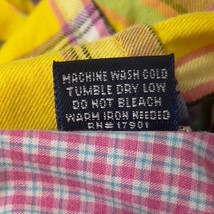 MACHINE WASH COLD
TUMBLE DRY LOW
DO NOT BLEACH
WARM IRON NEEDED
RN# 17901